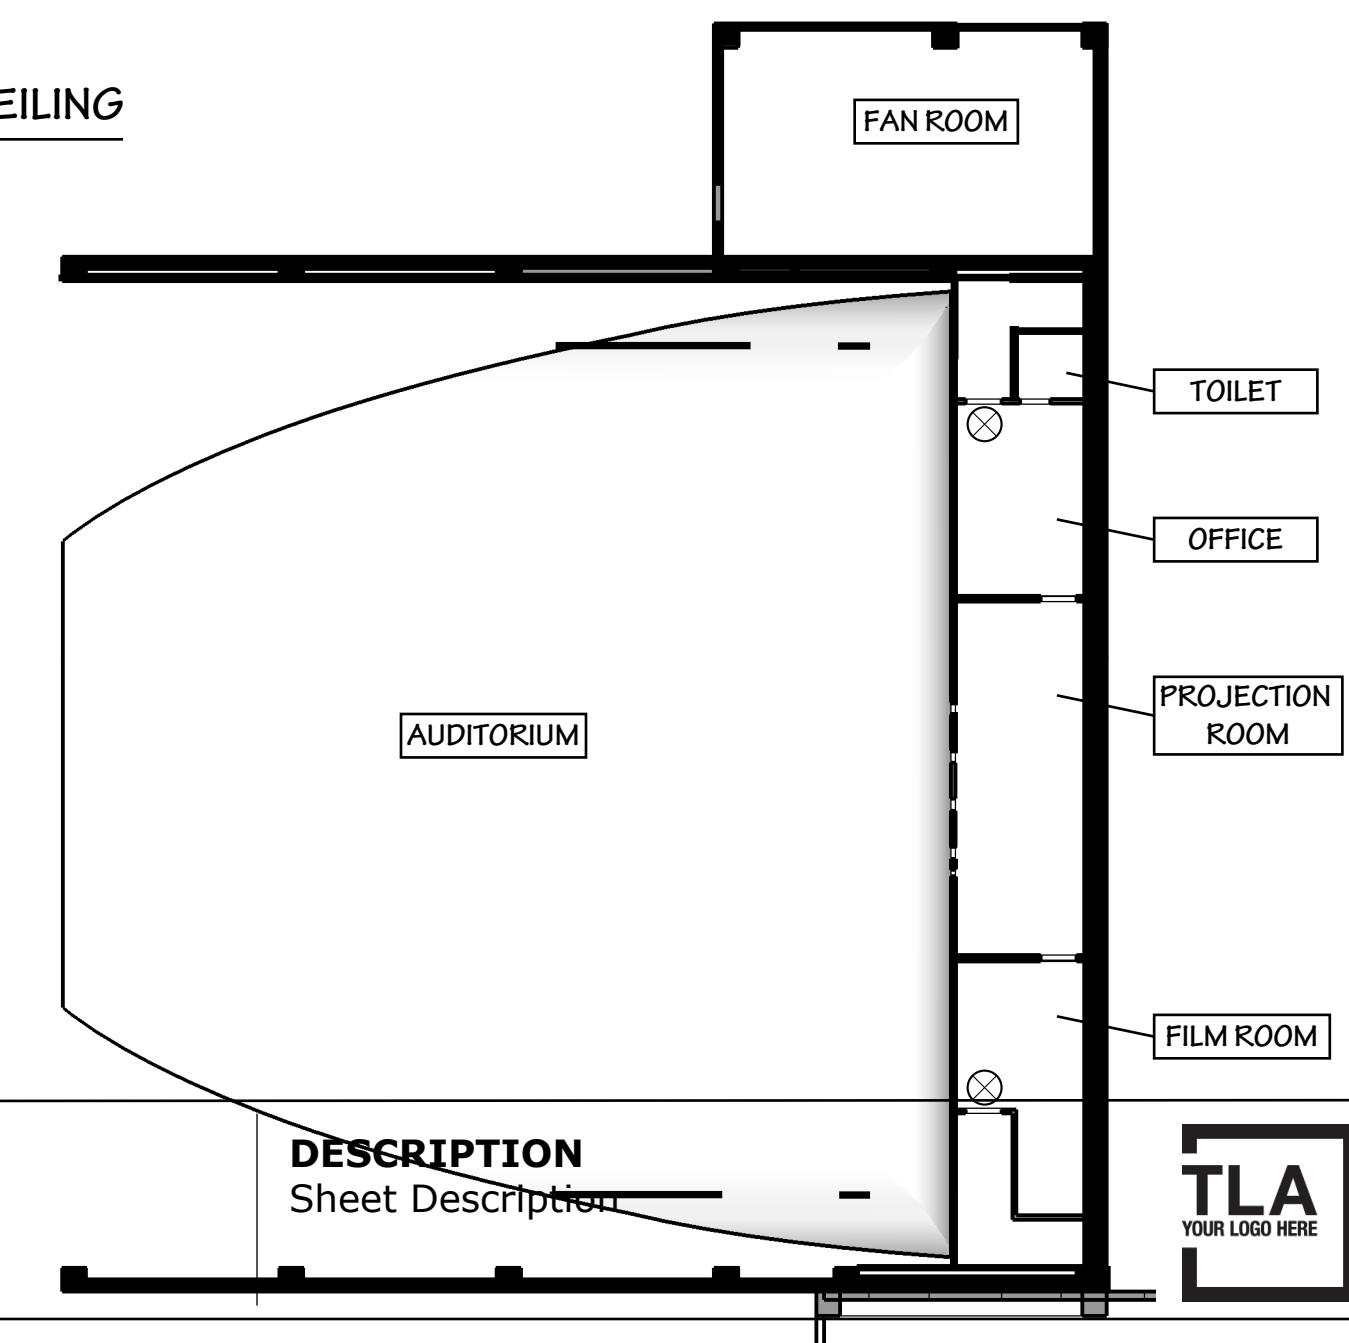 EILING
FAN ROOM
TOILET
OFFICE
PROJECTION
ROOM
AUDITORIUM
FILM ROOM
DESCRIPTION
Sheet Description
TLA
YOUR LOGO HERE